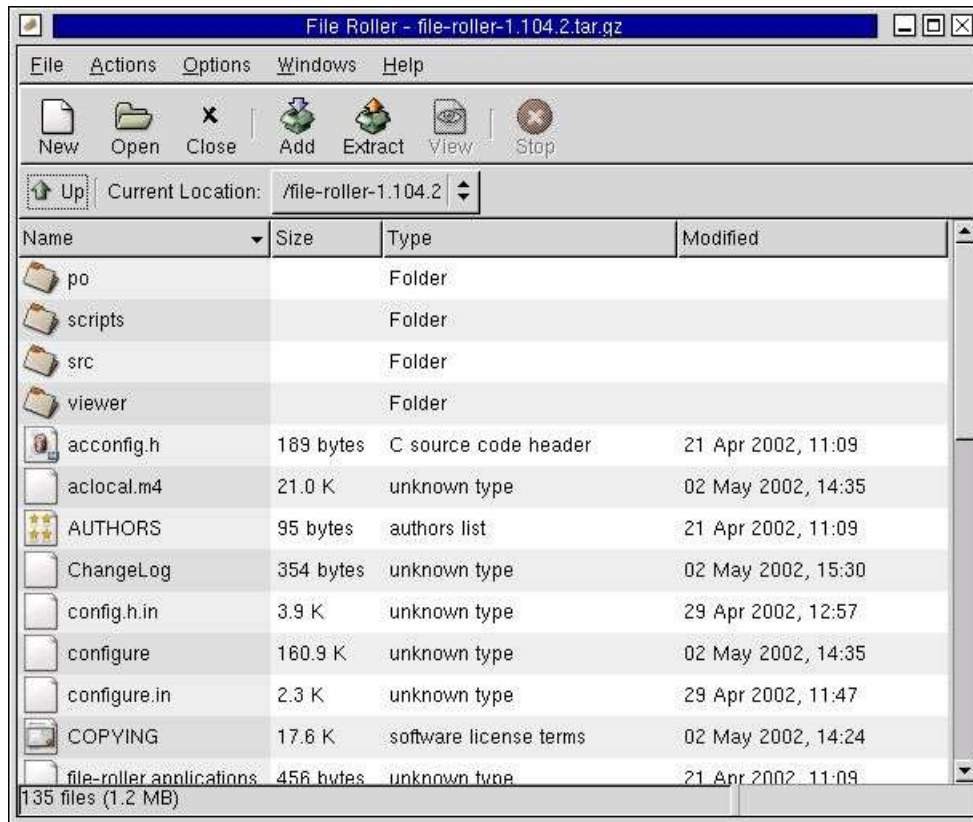 File Roller - file-roller-1.104.2.tar.gz
File Actions Options Windows Help
New Open Close Add Extract View Stop
Up Current Location: /file-roller-1.104.2
Name Size Type Modified
po Folder
scripts Folder
src Folder
viewer Folder
acconfig.h 189 bytes C source code header 21 Apr 2002, 11:09
aclocal.m4 21.0 K unknown type 02 May 2002, 14:35
AUTHORS 95 bytes authors list 21 Apr 2002, 11:09
ChangeLog 354 bytes unknown type 02 May 2002, 15:30
config.h.in 3.9 K unknown type 29 Apr 2002, 12:57
configure 160.9 K unknown type 02 May 2002, 14:35
configure.in 2.3 K unknown type 29 Apr 2002, 11:47
COPYING 17.6 K software license terms 02 May 2002, 14:24
file-roller.applications 456 bytes unknown type 21 Apr 2002, 11:09
135 files (1.2 MB)